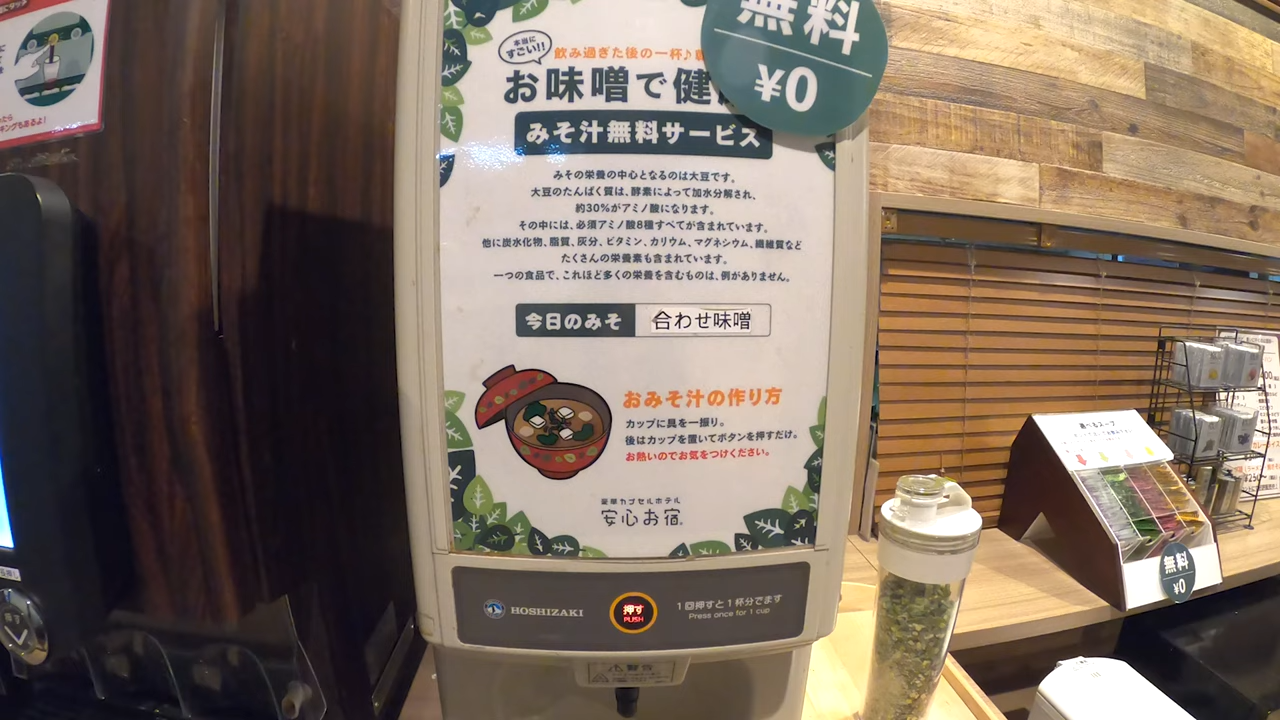 無料
¥0
本当に
すごい!!
飲み過ぎた後の一杯♪
お味噌で健
みそ汁無料サービス
みその栄養の中心となるのは大豆です。
大豆のたんぱく質は、酵素によって加水分解され、
約30%がアミノ酸になります。
その中には、必須アミノ酸8種すべてが含まれています。
他に炭水化物、脂質、灰分、ビタミン、カリウム、マグネシウム、繊維質など
たくさんの栄養素も含まれています。
一つの食品で、これほど多くの栄養を含むものは、例がありません。
今日のみそ 合わせ味噌
おみそ汁の作り方
カップに具を一振り。
後はカップを置いてボタンを押すだけ。
お熱いのでお気をつけください。
豪華カプセルホテル
安心お宿
HOSHIZAKI
押す
PUSH
1回押すと1杯分でます
Press once for 1 cup
警告
選べるスープ
無料
¥0